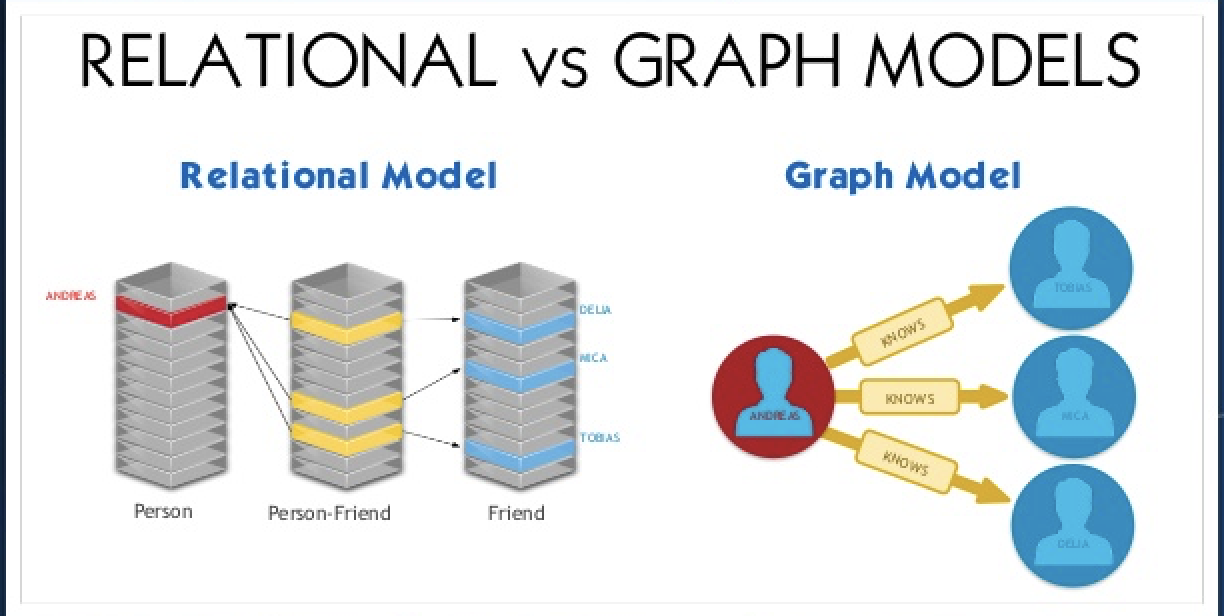 RELATIONAL vs GRAPH MODELS
Relational Model
ANDREAS
DELIA
MICA
TOBIAS
Person
Person-Friend
Friend
Graph Model
TOBIAS
KNOWS
ANDREAS
KNOWS
MICA
KNOWS
DELIA